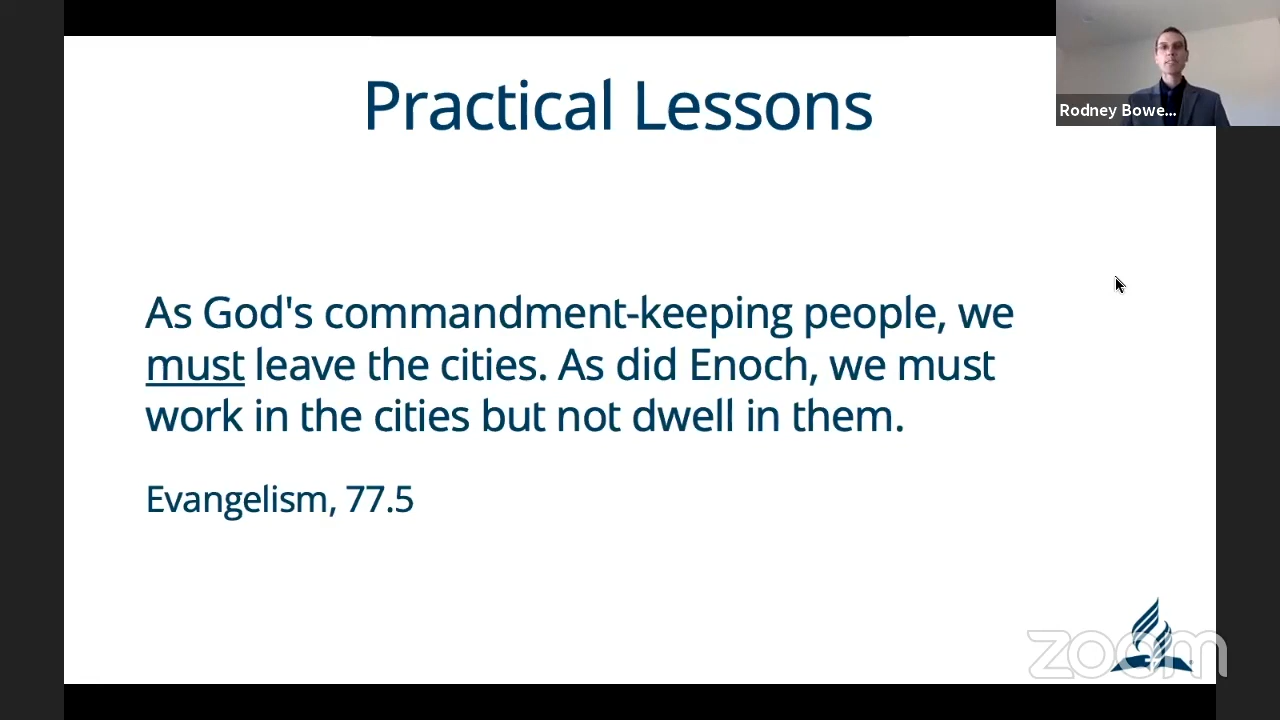 Practical Lessons
Rodney Bowe...
As God's commandment-keeping people, we
must leave the cities. As did Enoch, we must
work in the cities but not dwell in them.
Evangelism, 77.5
zoom